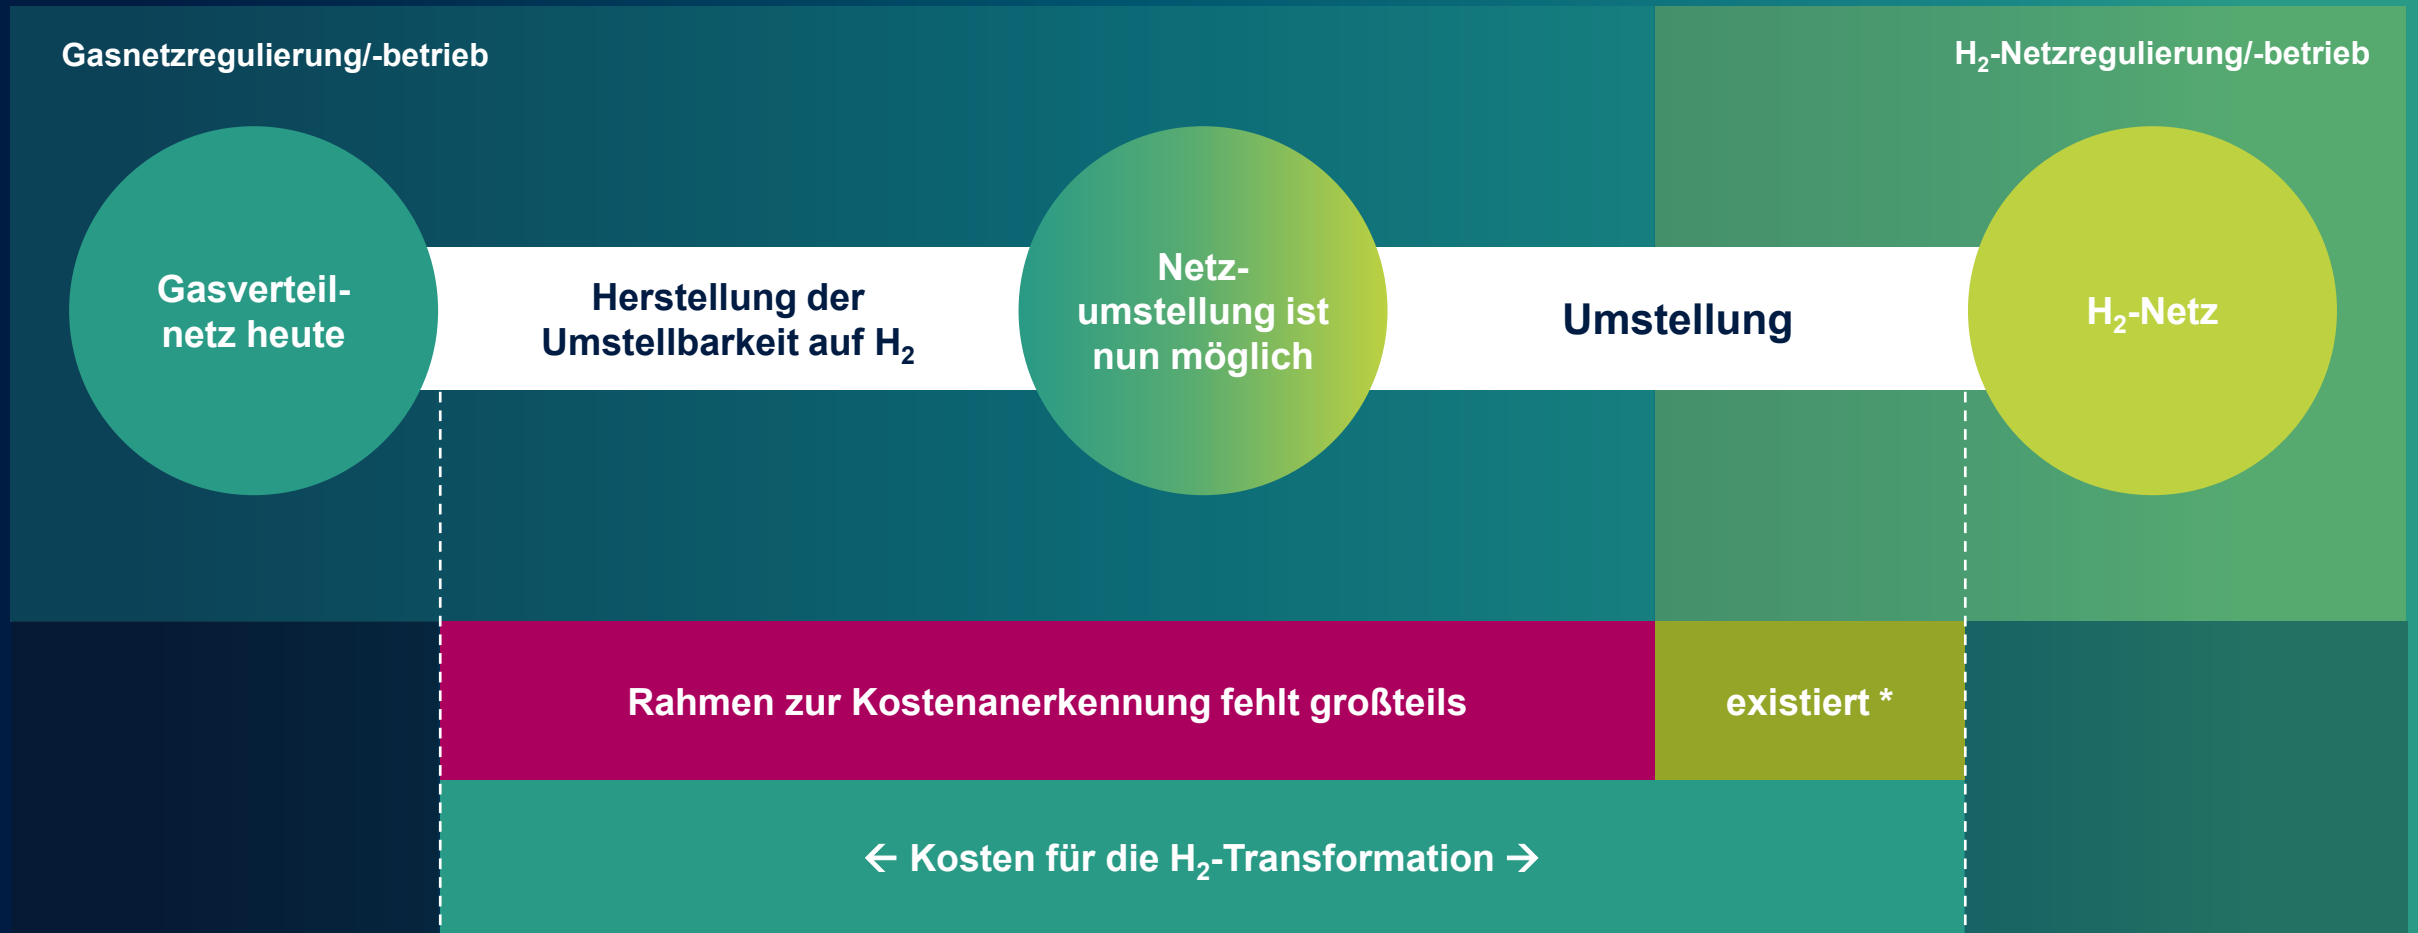 Gasnetzregulierung/-betrieb
H₂-Netzregulierung/-betrieb
Gasverteil-
netz heute
Herstellung der
Umstellbarkeit auf H₂
Netz-
umstellung ist
nun möglich
Umstellung
H₂-Netz
Rahmen zur Kostenanerkennung fehlt großteils
existiert *
← Kosten für die H₂-Transformation →